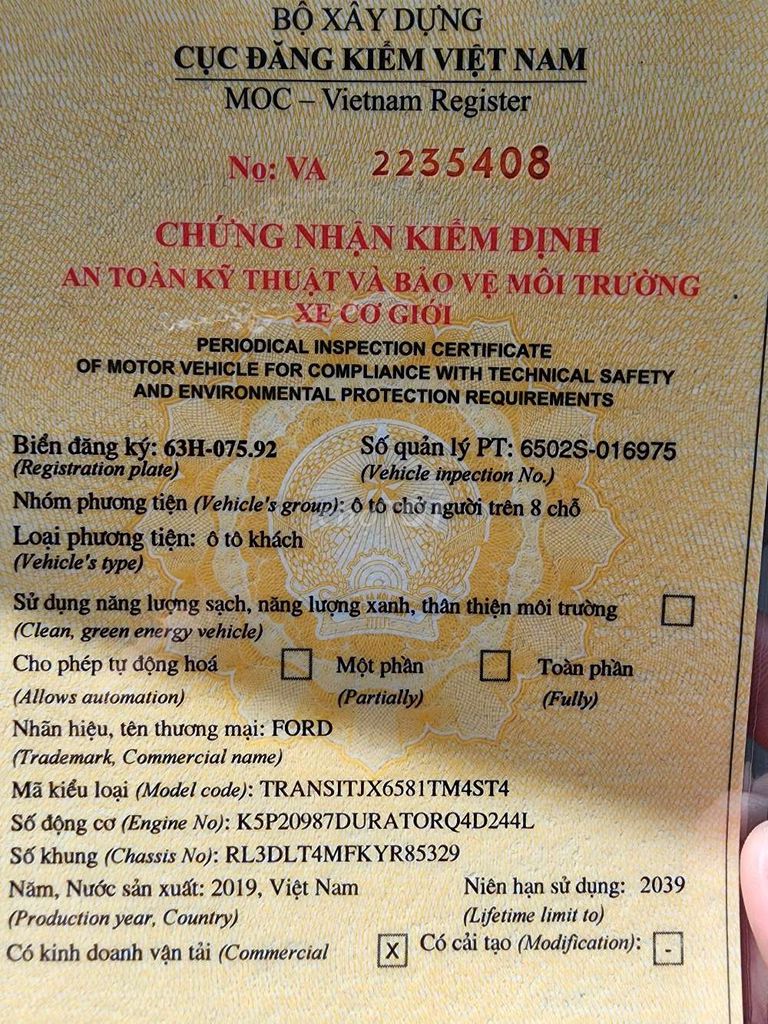 BỘ XÂY DỰNG
CỤC ĐĂNG KIỂM VIỆT NAM
MOC – Vietnam Register
No: VA 2235408
CHỨNG NHẬN KIỂM ĐỊNH
AN TOÀN KỸ THUẬT VÀ BẢO VỆ MÔI TRƯỜNG
XE CƠ GIỚI
PERIODICAL INSPECTION CERTIFICATE
OF MOTOR VEHICLE FOR COMPLIANCE WITH TECHNICAL SAFETY
AND ENVIRONMENTAL PROTECTION REQUIREMENTS
Biển đăng ký: 63H-075.92 Số quản lý PT: 6502S-016975
(Registration plate) (Vehicle inpection No.)
Nhóm phương tiện (Vehicle's group): ô tô chở người trên 8 chỗ
Loại phương tiện: ô tô khách
(Vehicle's type)
Sử dụng năng lượng sạch, năng lượng xanh, thân thiện môi trường
(Clean, green energy vehicle)
Cho phép tự động hoá Một phần Toàn phần
(Allows automation) (Partially) (Fully)
Nhãn hiệu, tên thương mại: FORD
(Trademark, Commercial name)
Mã kiểu loại (Model code): TRANSITJX6581TM4ST4
Số động cơ (Engine No): K5P20987DURATORQ4D244L
Số khung (Chassis No): RL3DLT4MFKYR85329
Năm, Nước sản xuất: 2019, Việt Nam Niên hạn sử dụng: 2039
(Production year, Country) (Lifetime limit to)
Có kinh doanh vận tải (Commercial X Có cải tạo (Modification): -